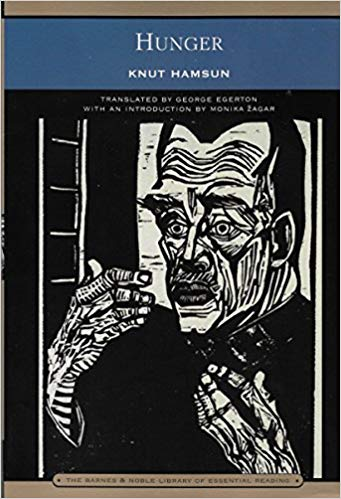 HUNGER
KNUT HAMSUN
TRANSLATED BY GEORGE EGERTON
WITH AN INTRODUCTION BY MONIKA ŽAGAR
THE BARNES & NOBLE LIBRARY OF ESSENTIAL READING